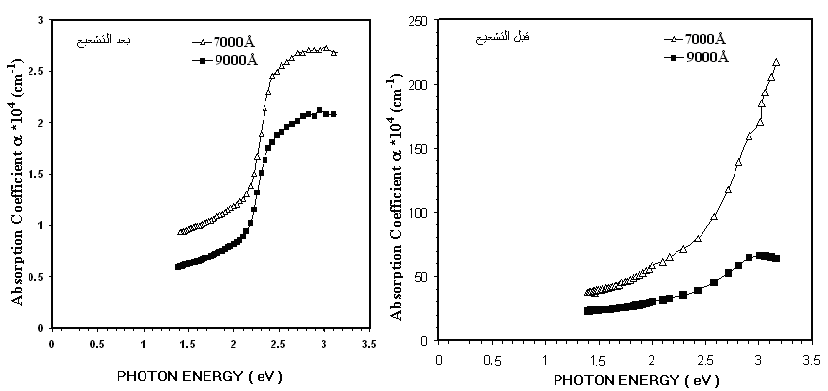 3
2.5
2
1.5
1
0.5
0
Absorption Coefficient α *10⁴ (cm⁻¹)
بعد التشعيع
7000Å
9000Å
0 0.5 1 1.5 2 2.5 3 3.5
PHOTON ENERGY ( eV )
250
200
150
100
50
0
Absorption Coefficient α *10⁴ (cm⁻¹)
قبل التشعيع
7000Å
9000Å
0 0.5 1 1.5 2 2.5 3 3.5
PHOTON ENERGY ( eV )